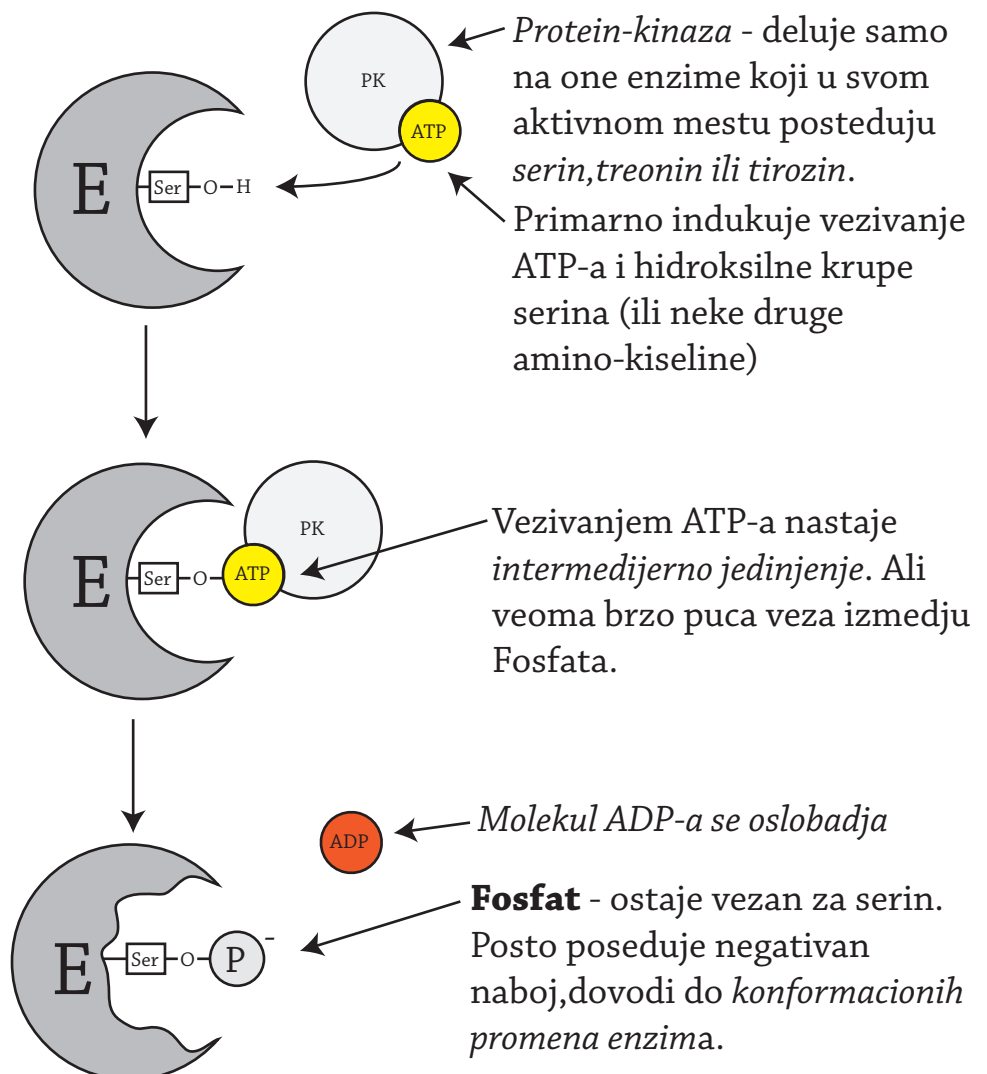 Protein-kinaza - deluje samo
na one enzime koji u svom
aktivnom mestu posteduju
serin,treonin ili tirozin.
PK
ATP
E
Ser
O
H
Primarno indukuje vezivanje
ATP-a i hidroksilne krupe
serina (ili neke druge
amino-kiseline)
E
Ser
O
ATP
PK
Vezivanjem ATP-a nastaje
intermedijerno jedinjenje. Ali
veoma brzo puca veza izmedju
Fosfata.
ADP
Molekul ADP-a se oslobadja
E
Ser
O
P
-
Fosfat - ostaje vezan za serin.
Posto poseduje negativan
naboj,dovodi do konformacionih
promena enzima.